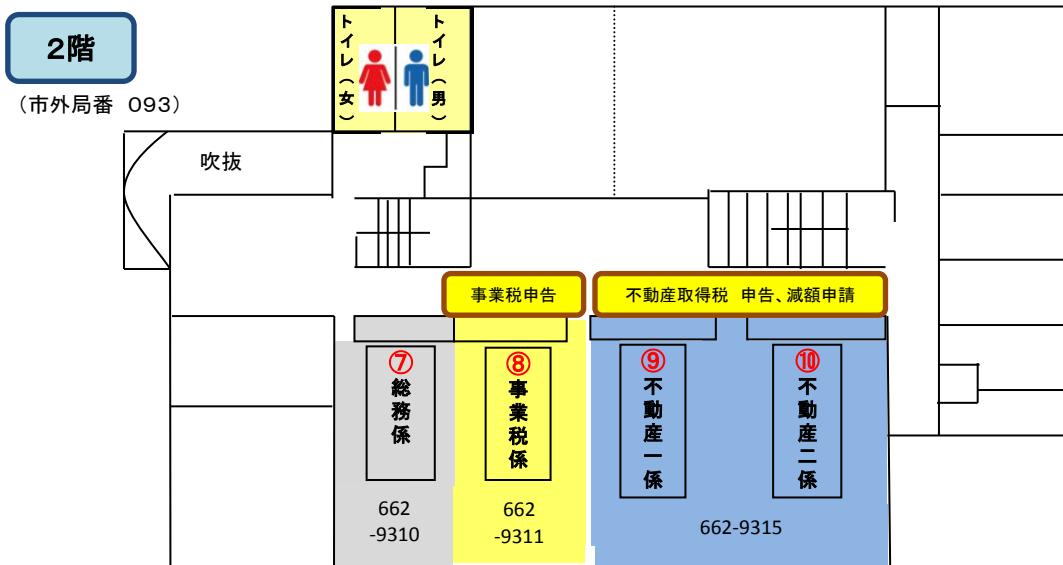 2階
(市外局番 093)
トイレ(女)
トイレ(男)
吹抜
事業税申告
不動産取得税 申告、減額申請
⑦総務係
⑧事業税係
⑨不動産一係
⑩不動産二係
662
-9310
662
-9311
662-9315